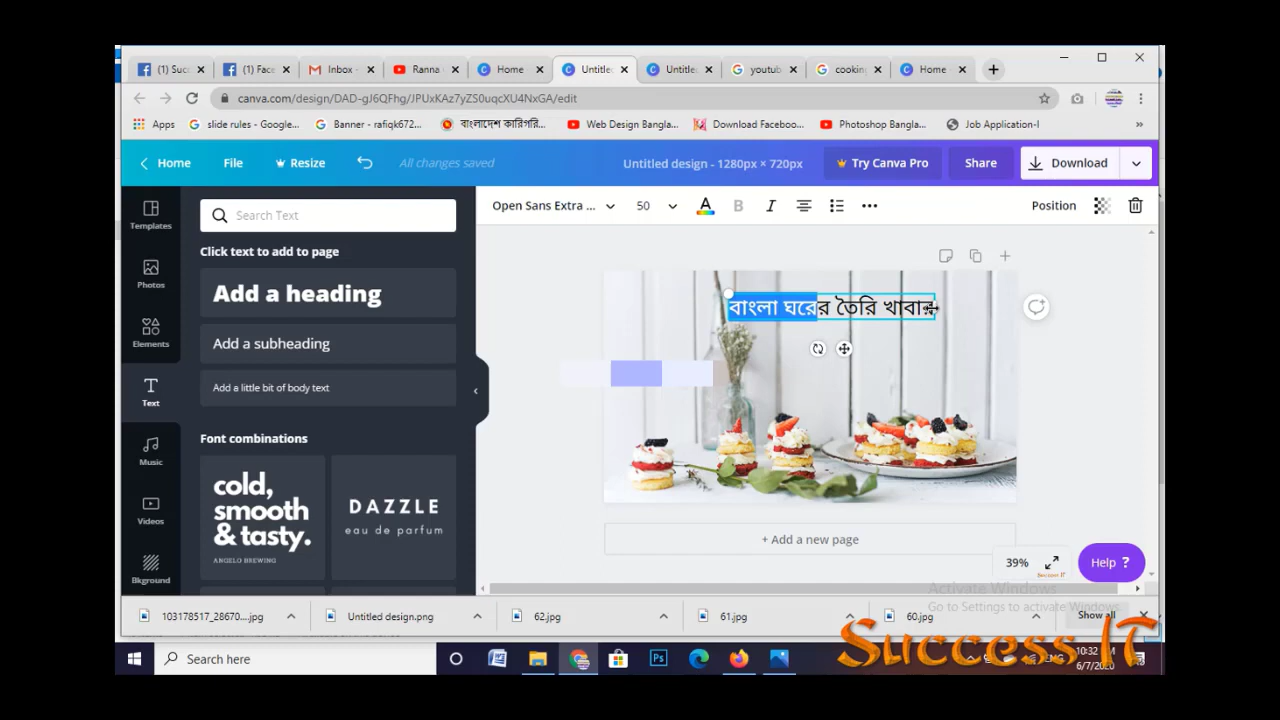 (1) Suc
(1) Face
Inbox -
Ranna
Home
Untitle
Untitle
youtub
cooking
Home
canva.com/design/DAD-gJ6QFhg/JPUxKAz7yZS0uqcXU4NxGA/edit
Apps
slide rules - Google...
Banner - rafiqk672...
বাংলাদেশ কারিগরি...
Web Design Bangla...
Download Faceboo...
Photoshop Bangla...
Job Application-I
»
Home
File
Resize
All changes saved
Untitled design - 1280px × 720px
Try Canva Pro
Share
Download
Templates
Photos
Elements
Text
Music
Videos
Bkground
Search Text
Click text to add to page
Add a heading
Add a subheading
Add a little bit of body text
Font combinations
cold,
smooth
& tasty.
ANGELO BREWING
DAZZLE
eau de parfum
Open Sans Extra ...
50
A
B
I
Position
বাংলা ঘরের তৈরি খাবার
+ Add a new page
39%
Help ?
Success IT
Activate Windows
Go to Settings to activate Windows.
103178517_28670....jpg
Untitled design.png
62.jpg
61.jpg
60.jpg
Show all
Search here
ENG
10:32
6/7/2020
Success IT